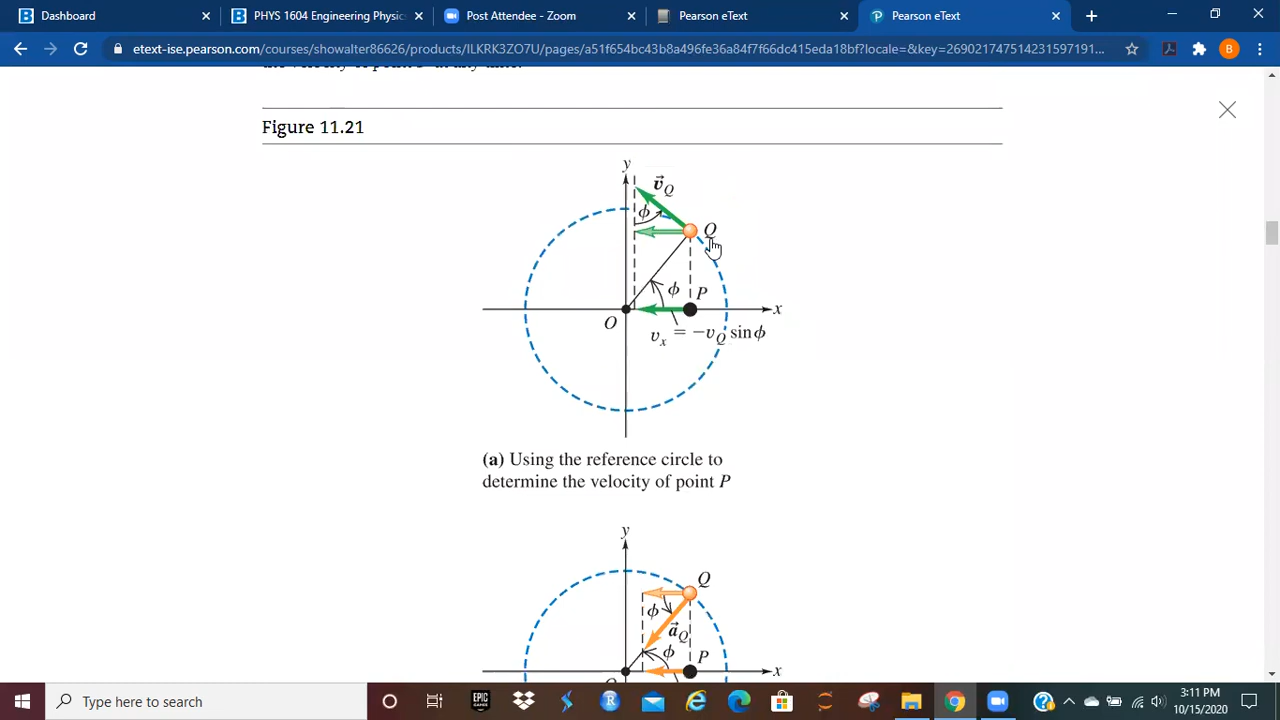 Dashboard
PHYS 1604 Engineering Physic
Post Attendee - Zoom
Pearson eText
Pearson eText
etext-ise.pearson.com/courses/showalter86626/products/ILKRK3ZO7U/pages/a51f654bc43b8a496fe36a84f7f66dc415eda18bf?locale=&key=269021747514231597191...
B
Figure 11.21
y
v⃗Q
ϕ
Q
ϕ
P
O
x
vx = −vQ sin ϕ
(a) Using the reference circle to
determine the velocity of point P
y
Q
ϕ
a⃗Q
ϕ
P
x
Type here to search
EPIC
GAMES
R
3:11 PM
10/15/2020